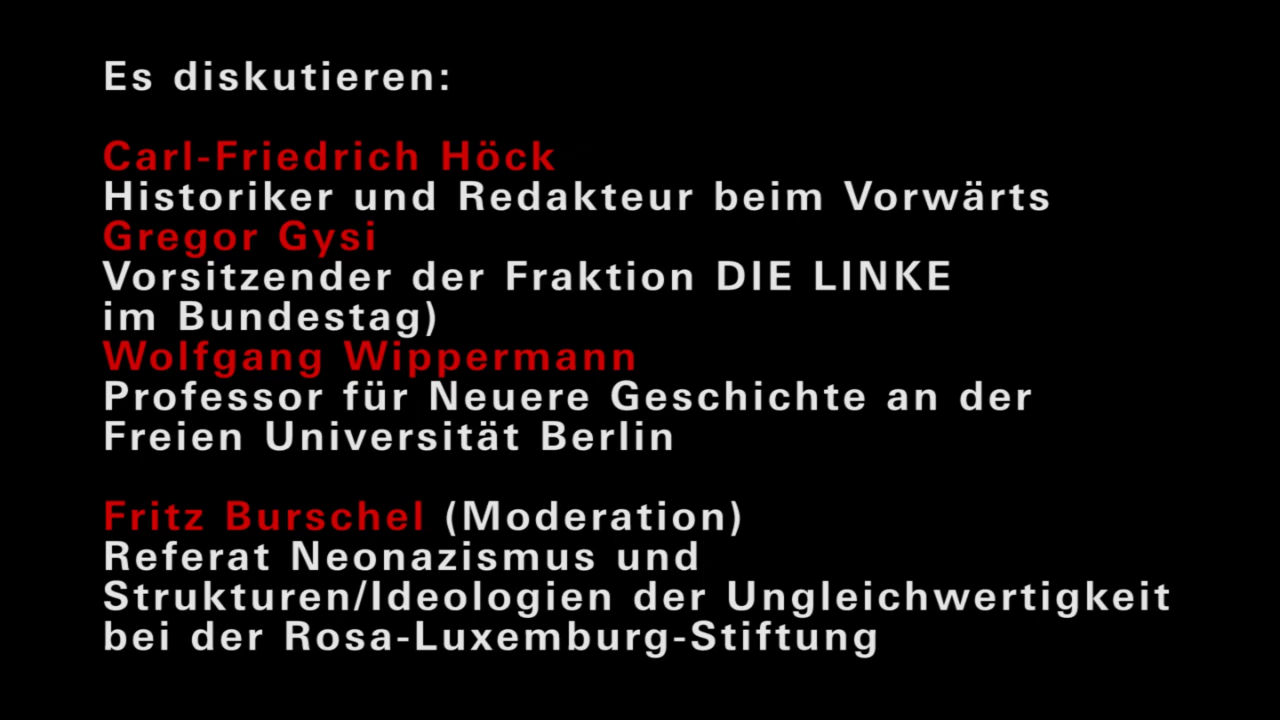 Es diskutieren:
Carl-Friedrich Höck
Historiker und Redakteur beim Vorwärts
Gregor Gysi
Vorsitzender der Fraktion DIE LINKE
im Bundestag)
Wolfgang Wippermann
Professor für Neuere Geschichte an der
Freien Universität Berlin
Fritz Burschel (Moderation)
Referat Neonazismus und
Strukturen/Ideologien der Ungleichwertigkeit
bei der Rosa-Luxemburg-Stiftung